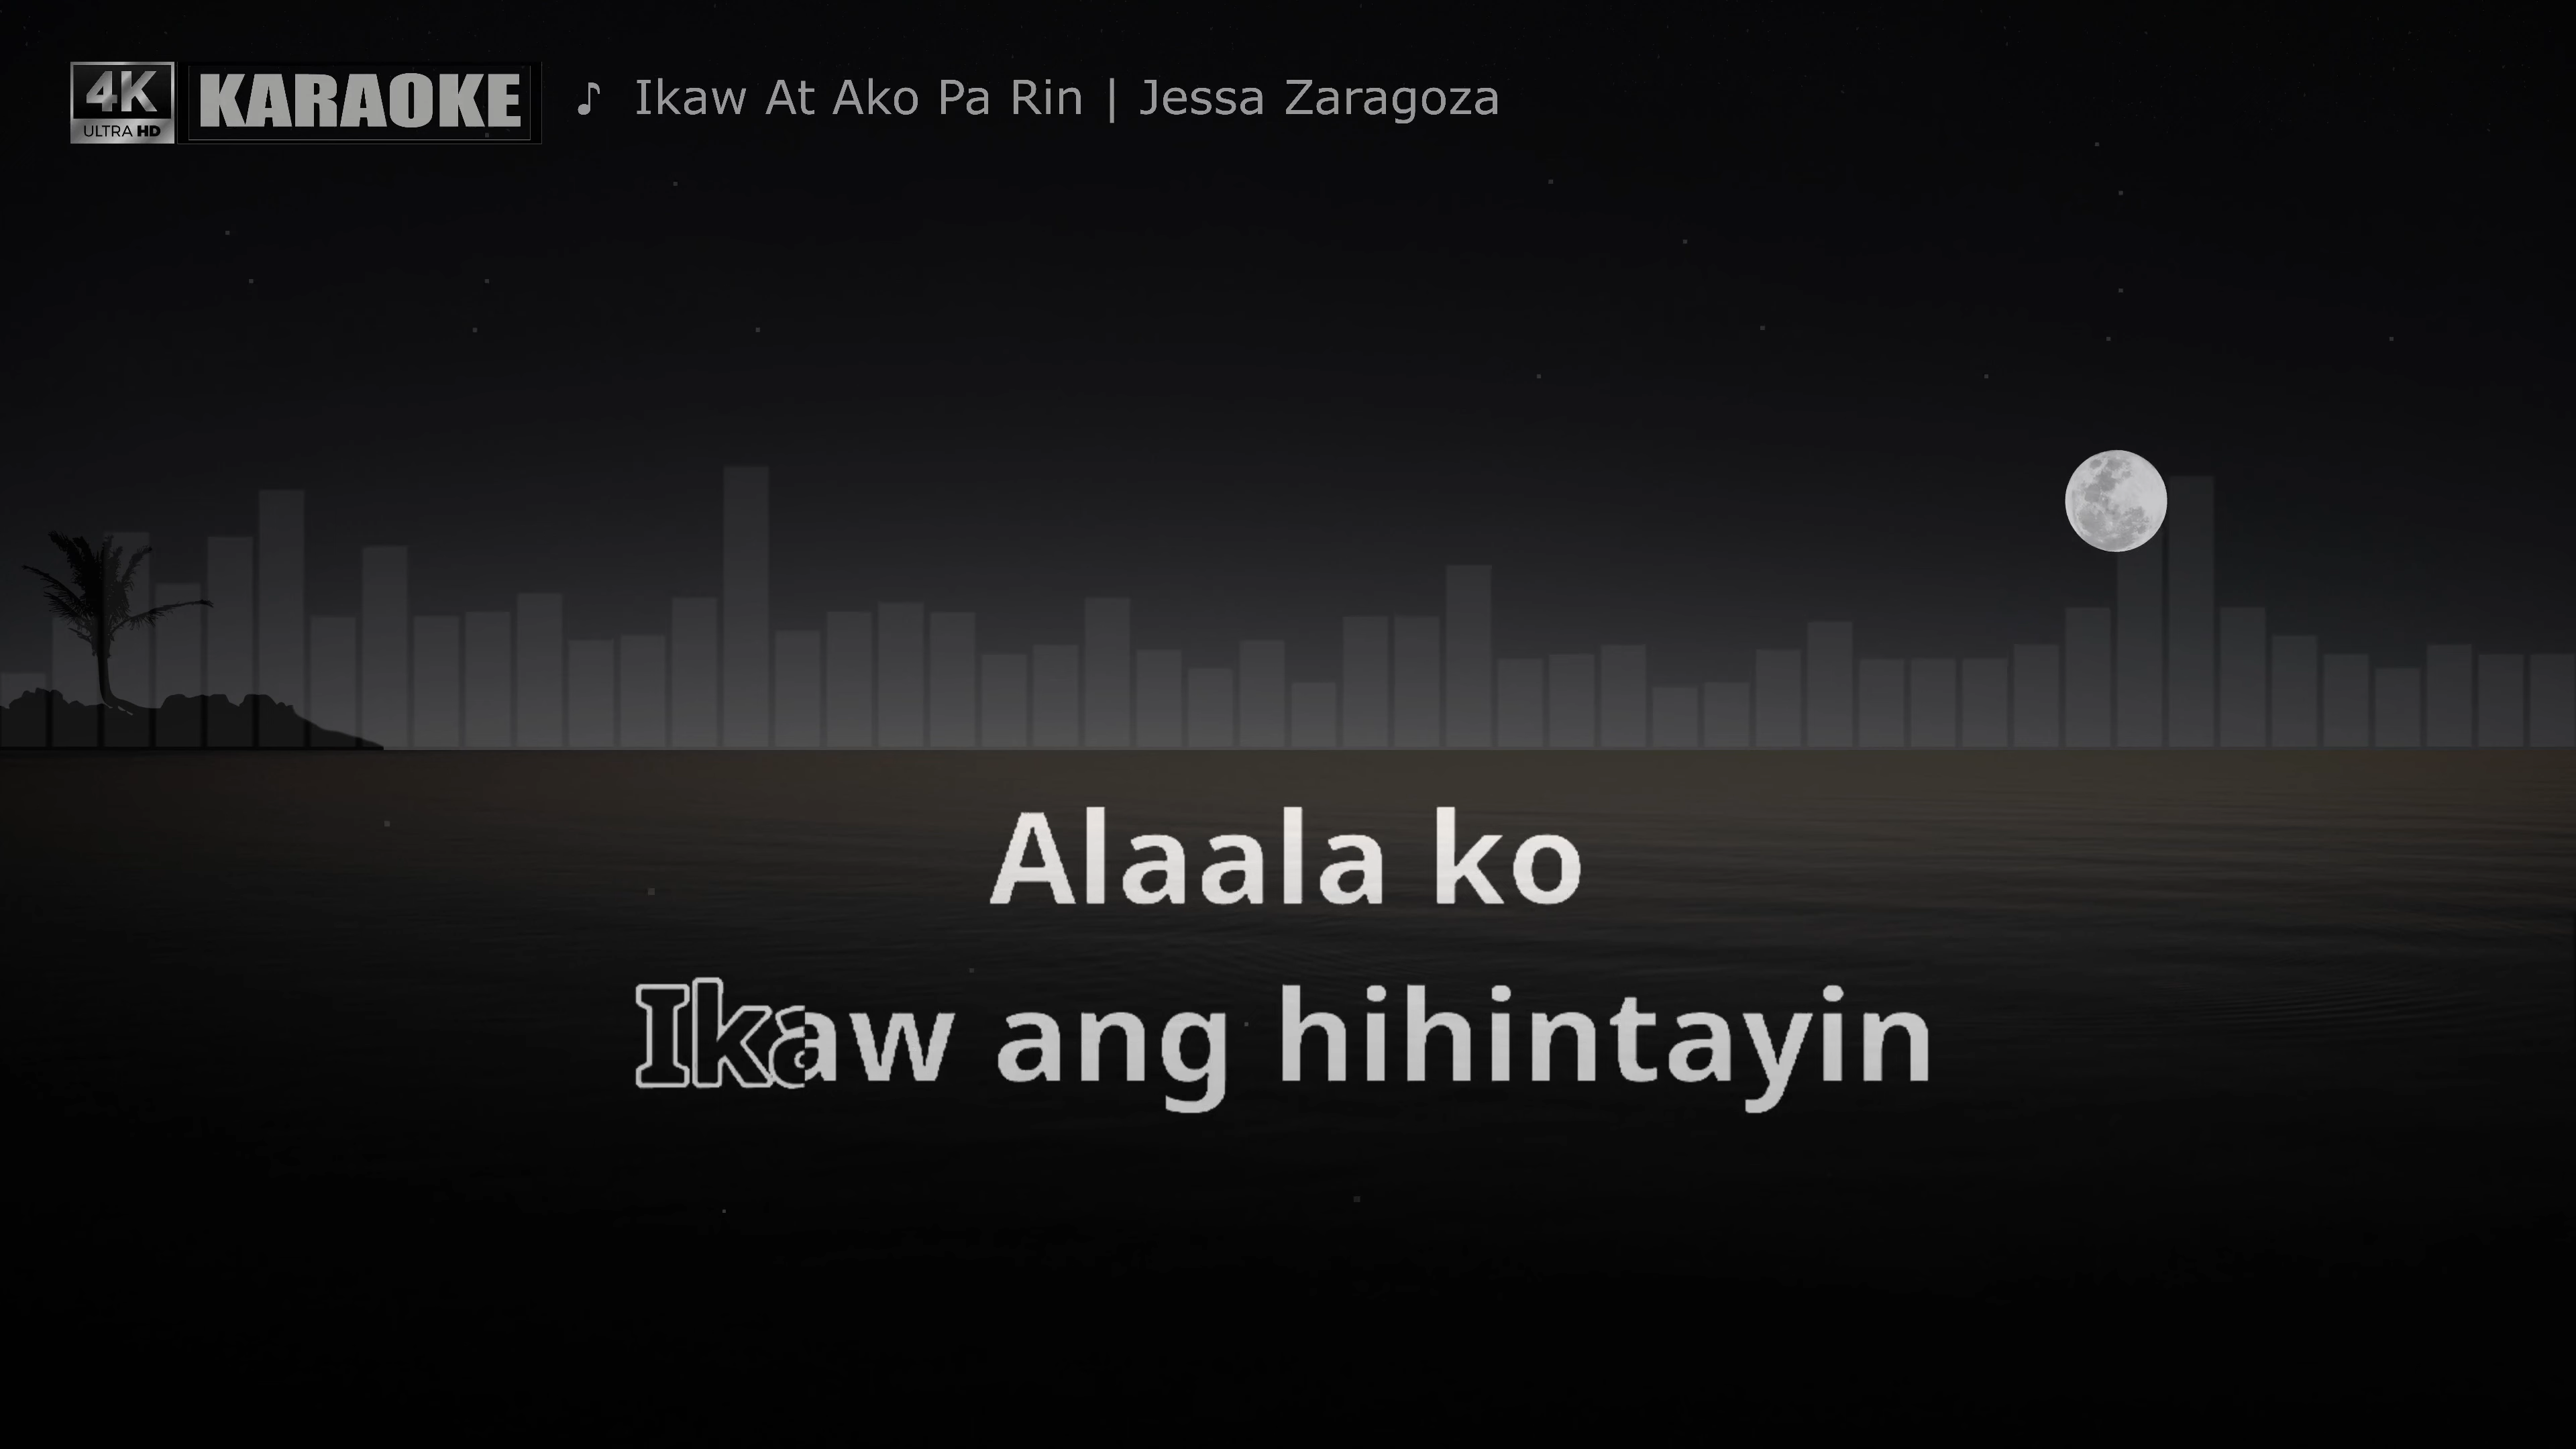 4K ULTRA HD KARAOKE ♪ Ikaw At Ako Pa Rin | Jessa Zaragoza
Alaala ko
Ikaw ang hihintayin